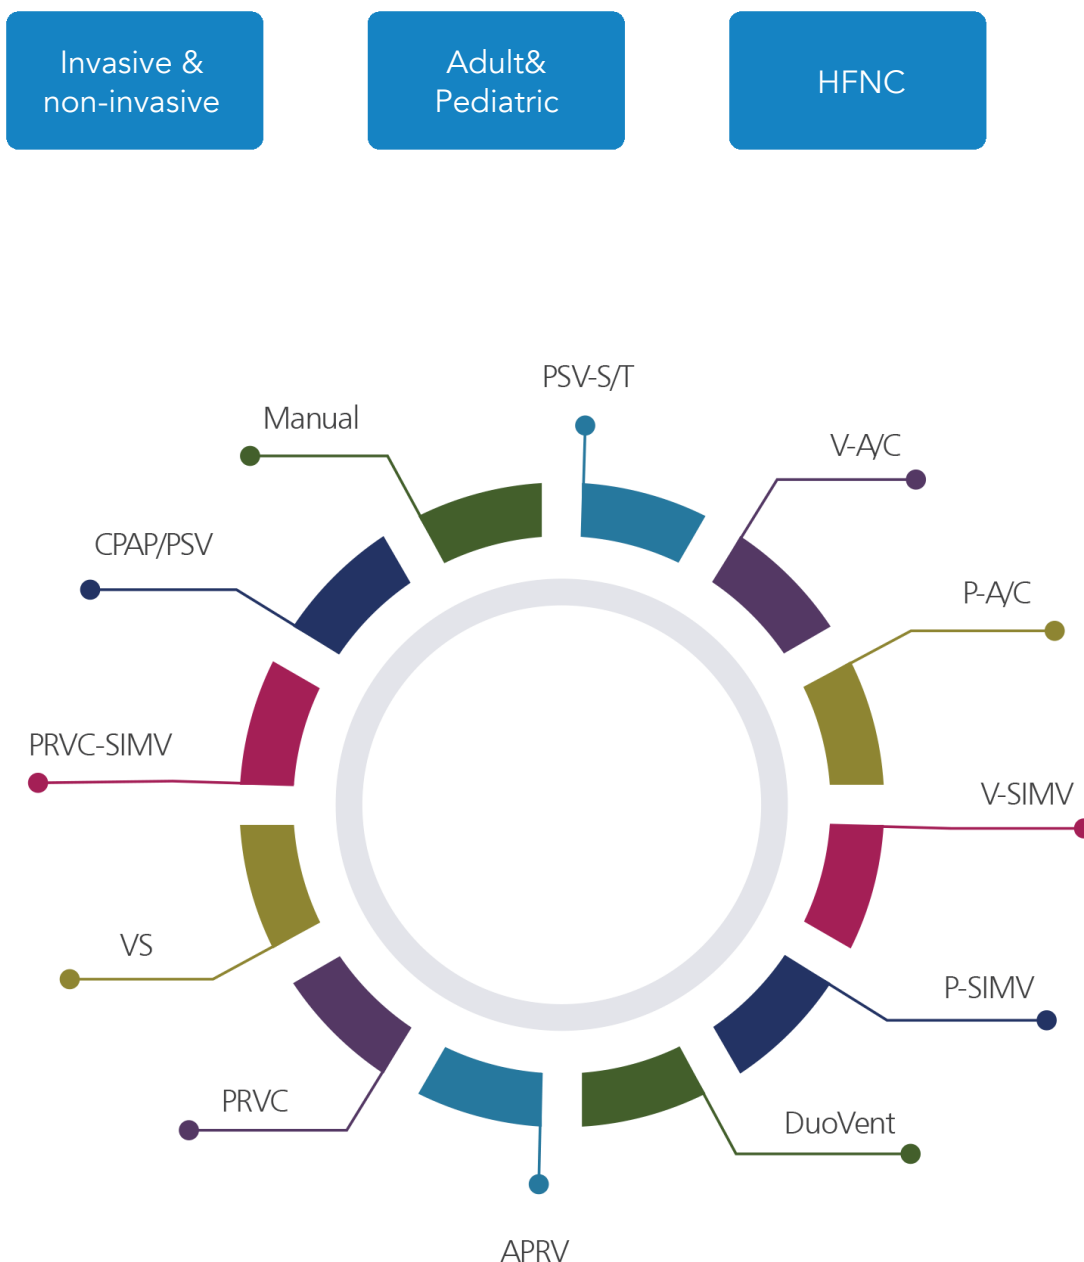 Invasive &
non-invasive
Adult&
Pediatric
HFNC
PSV-S/T
Manual
V-A/C
CPAP/PSV
P-A/C
PRVC-SIMV
V-SIMV
VS
P-SIMV
PRVC
DuoVent
APRV